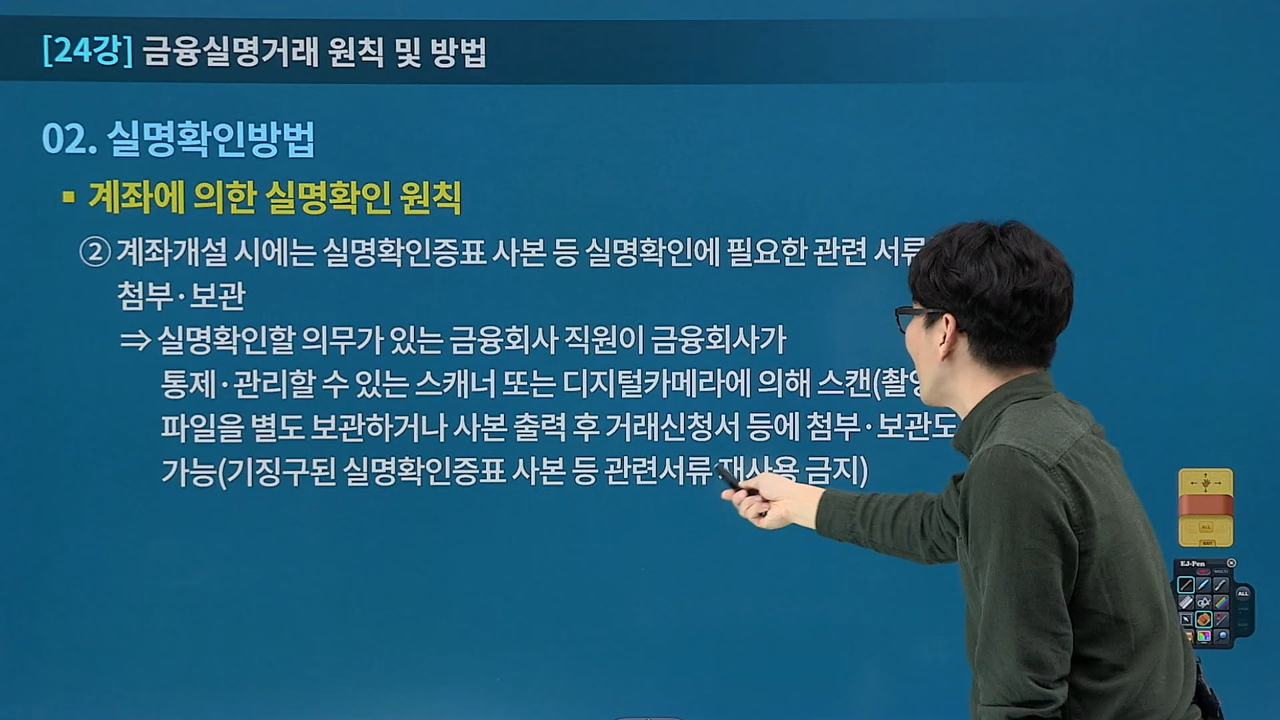 [24강] 금융실명거래 원칙 및 방법
02. 실명확인방법
▪ 계좌에 의한 실명확인 원칙
② 계좌개설 시에는 실명확인증표 사본 등 실명확인에 필요한 관련 서류
첨부·보관
⇒ 실명확인할 의무가 있는 금융회사 직원이 금융회사가
통제·관리할 수 있는 스캐너 또는 디지털카메라에 의해 스캔(촬영
파일을 별도 보관하거나 사본 출력 후 거래신청서 등에 첨부·보관도
가능(기징구된 실명확인증표 사본 등 관련서류 재사용 금지)
ALL
EXIT
EJ-Pen
ALL